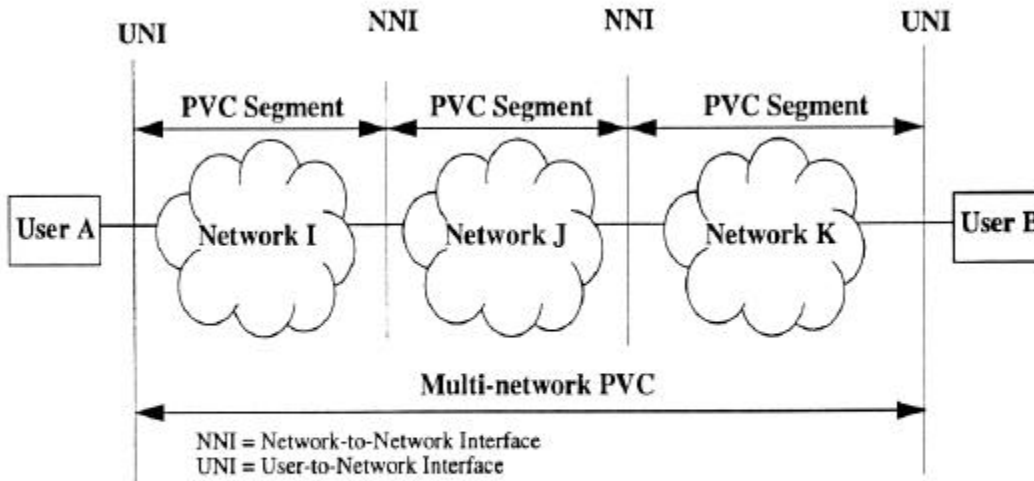 UNI NNI NNI UNI
PVC Segment PVC Segment PVC Segment
User A Network I Network J Network K User B
Multi-network PVC
NNI = Network-to-Network Interface
UNI = User-to-Network Interface